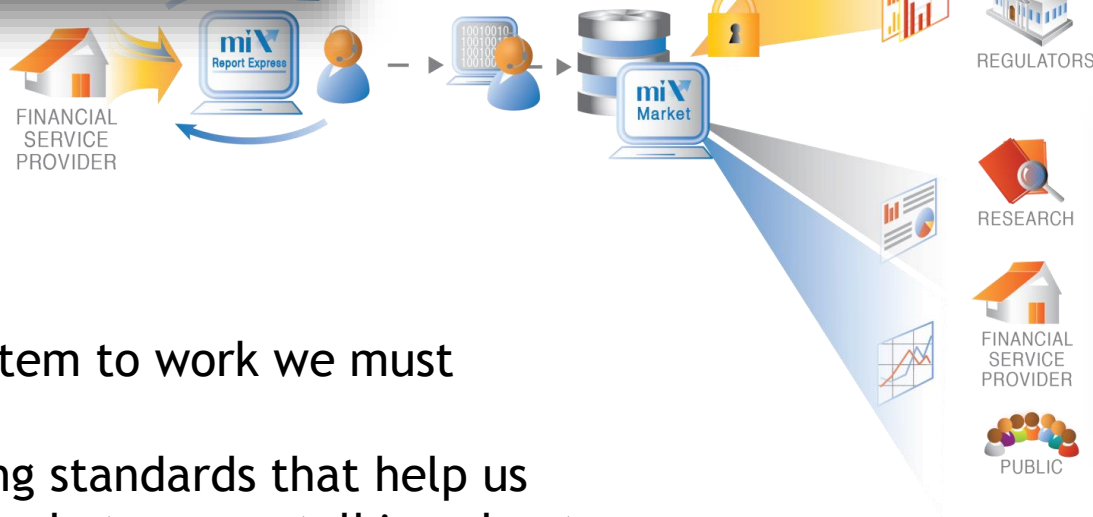 miX
Report Express
10010010
FINANCIAL
SERVICE
PROVIDER
miX
Market
REGULATORS
RESEARCH
FINANCIAL
SERVICE
PROVIDER
PUBLIC
tem to work we must
ng standards that help us